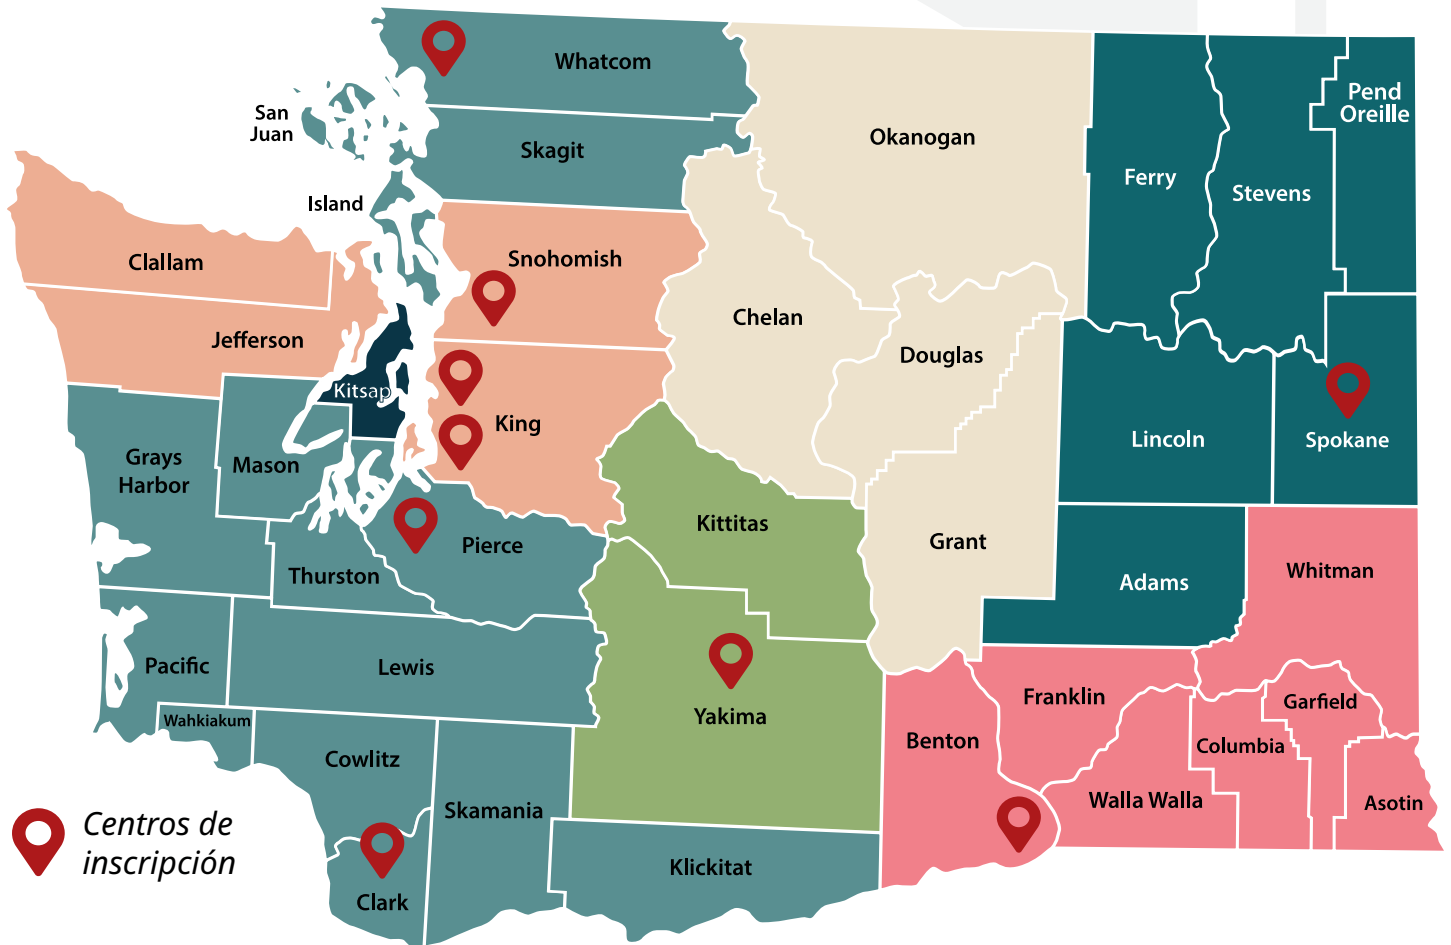 Whatcom
San
Juan
Skagit
Island
Okanogan
Pend
Oreille
Ferry
Stevens
Clallam
Snohomish
Jefferson
Chelan
Douglas
Kitsap
King
Lincoln
Spokane
Grays
Harbor
Mason
Kittitas
Grant
Pierce
Thurston
Adams
Whitman
Pacific
Lewis
Yakima
Franklin
Garfield
Wahkiakum
Benton
Columbia
Cowlitz
Skamania
Walla Walla
Asotin
Centros de
inscripción
Klickitat
Clark